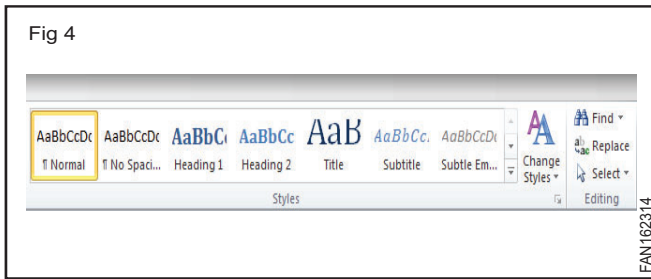 Fig 4
AaBbCcDc AaBbCcDc AaBbC( AaBbCc AaB AaBbCc. AaBbCcDc
¶ Normal ¶ No Spaci... Heading 1 Heading 2 Title Subtitle Subtle Em...
Change Styles
Find
Replace
Select
Styles
Editing
FAN162314